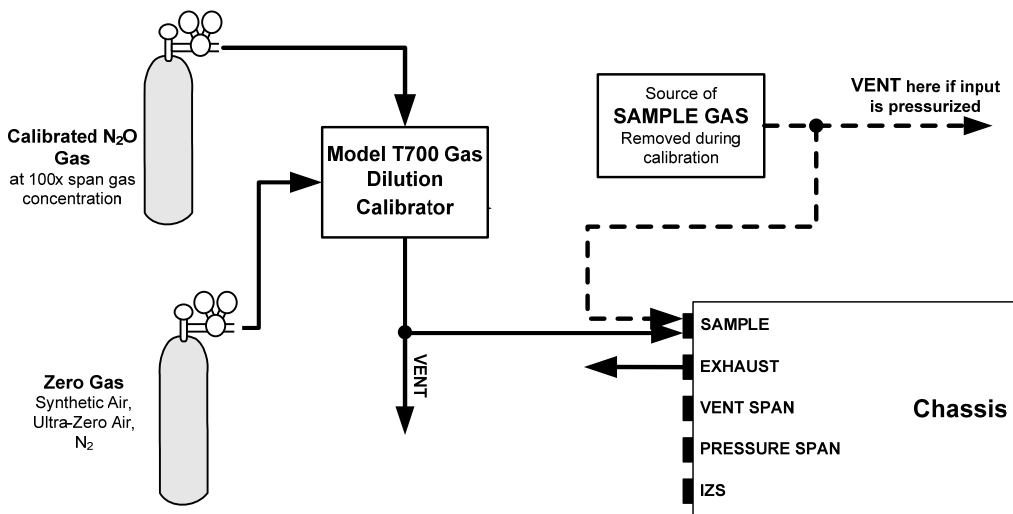 Calibrated N₂O
Gas
at 100x span gas
concentration
Model T700 Gas
Dilution
Calibrator
Source of
SAMPLE GAS
Removed during
calibration
VENT here if input
is pressurized
Zero Gas
Synthetic Air,
Ultra-Zero Air,
N₂
VENT
SAMPLE
EXHAUST
VENT SPAN
PRESSURE SPAN
IZS
Chassis